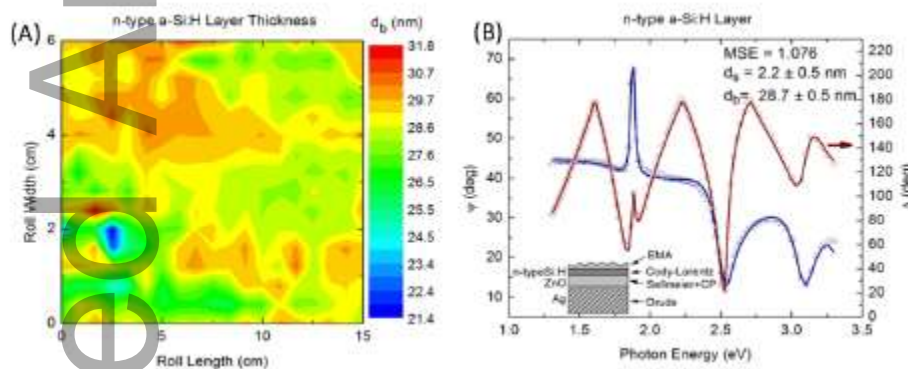 (A)
n-type a-Si:H Layer Thickness
d_b (nm)
6
4
2
0
Roll Width (cm)
0 5 10 15
Roll Length (cm)
31.8
30.7
29.7
28.6
27.6
26.5
25.5
24.5
23.4
22.4
21.4
(B)
n-type a-Si:H Layer
MSE = 1.076
d_s = 2.2 ± 0.5 nm
d_b= 28.7 ± 0.5 nm
70
60
50
40
30
20
10
ψ (deg)
220
200
180
160
140
120
100
80
60
40
20
0
Δ (deg)
EMA
n-typeSi:H
Cody-Lorentz
ZnO
Sellmeier+CP
Ag
Drude
1.0 1.5 2.0 2.5 3.0 3.5
Photon Energy (eV)